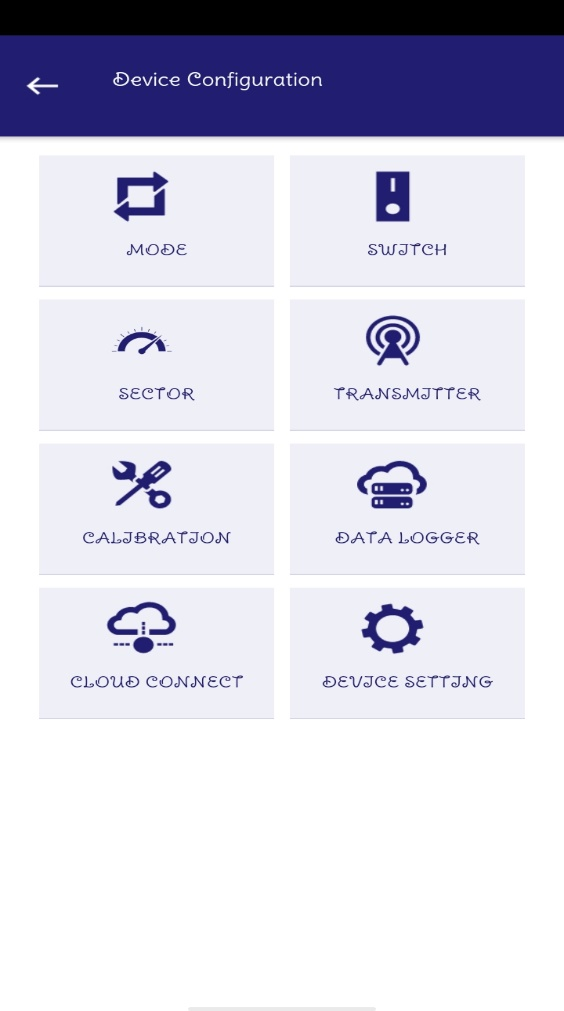 Device Configuration
MODE
SWITCH
SECTOR
TRANSMITTER
CALIBRATION
DATA LOGGER
CLOUD CONNECT
DEVICE SETTING